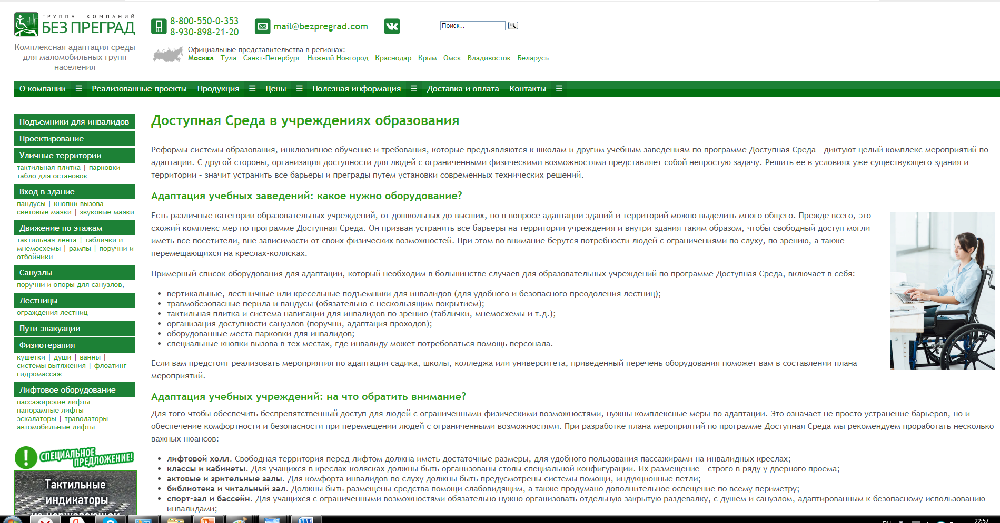 ГРУППА КОМПАНИЙ
БЕЗ ПРЕГРАД
Комплексная адаптация среды
для маломобильных групп
населения
8-800-550-0-353
8-930-898-21-20
mail@bezpregrad.com
Поиск...
Официальные представительства в регионах:
Москва Тула Санкт-Петербург Нижний Новгород Краснодар Крым Омск Владивосток Беларусь
О компании ☰ Реализованные проекты Продукция ☰ Цены ☰ Полезная информация ☰ Доставка и оплата Контакты ☰
Подъёмники для инвалидов
Проектирование
Уличные территории
тактильная плитка | парковки
табло для остановок
Вход в здание
пандусы | кнопки вызова
световые маяки | звуковые маяки
Движение по этажам
тактильная лента | таблички и
мнемосхемы | рампы | поручни и
отбойники
Санузлы
поручни и опоры для санузлов,
Лестницы
ограждения лестниц
Пути эвакуации
Физиотерапия
кушетки | души | ванны |
системы вытяжения | флоатинг
гидромассаж
Лифтовое оборудование
пассажирские лифты
панорамные лифты
эскалаторы | траволаторы
автомобильные лифты
СПЕЦИАЛЬНОЕ
ПРЕДЛОЖЕНИЕ!
Тактильные
индикаторы
из нержавеющей
Доступная Среда в учреждениях образования
Реформы системы образования, инклюзивное обучение и требования, которые предъявляются к школам и другим учебным заведениям по программе Доступная Среда - диктуют целый комплекс мероприятий по
адаптации. С другой стороны, организация доступности для людей с ограниченными физическими возможностями представляет собой непростую задачу. Решить ее в условиях уже существующего здания и
территории - значит устранить все барьеры и преграды путем установки современных технических решений.
Адаптация учебных заведений: какое нужно оборудование?
Есть различные категории образовательных учреждений, от дошкольных до высших, но в вопросе адаптации зданий и территорий можно выделить много общего. Прежде всего, это
схожий комплекс мер по программе Доступная Среда. Он призван устранить все барьеры на территории учреждения и внутри здания таким образом, чтобы свободный доступ могли
иметь все посетители, вне зависимости от своих физических возможностей. При этом во внимание берутся потребности людей с ограничениями по слуху, по зрению, а также
перемещающихся на креслах-колясках.
Примерный список оборудования для адаптации, который необходим в большинстве случаев для образовательных учреждений по программе Доступная Среда, включает в себя:
• вертикальные, лестничные или кресельные подъемники для инвалидов (для удобного и безопасного преодоления лестниц);
• травмобезопасные перила и пандусы (обязательно с нескользящим покрытием);
• тактильная плитка и система навигации для инвалидов по зрению (таблички, мнемосхемы и т.д.);
• организация доступности санузлов (поручни, адаптация проходов);
• оборудованные места парковки для инвалидов;
• специальные кнопки вызова в тех местах, где инвалиду может потребоваться помощь персонала.
Если вам предстоит реализовать мероприятия по адаптации садика, школы, колледжа или университета, приведенный перечень оборудования поможет вам в составлении плана
мероприятий.
Адаптация учебных учреждений: на что обратить внимание?
Для того чтобы обеспечить беспрепятственный доступ для людей с ограниченными физическими возможностями, нужны комплексные меры по адаптации. Это означает не просто устранение барьеров, но и
обеспечение комфортности и безопасности при перемещении людей с ограниченными возможностями. При разработке плана мероприятий по программе Доступная Среда мы рекомендуем проработать несколько
важных нюансов:
• лифтовой холл. Свободная территория перед лифтом должна иметь достаточные размеры, для удобного пользования пассажирами на инвалидных креслах;
• классы и кабинеты. Для учащихся в креслах-колясках должны быть организованы столы специальной конфигурации. Их размещение - строго в ряду у дверного проема;
• актовые и зрительные залы. Для комфорта инвалидов по слуху должны быть предусмотрены системы помощи, индукционные петли;
• библиотека и читальный зал. Должны быть размещены средства помощи слабовидящим, а также продумано дополнительное освещение по всему периметру;
• спорт-зал и бассейн. Для учащихся с ограниченными возможностями обязательно нужно организовать отдельную закрытую раздевалку, с душем и санузлом, адаптированным к безопасному использованию
инвалидами;
22:57